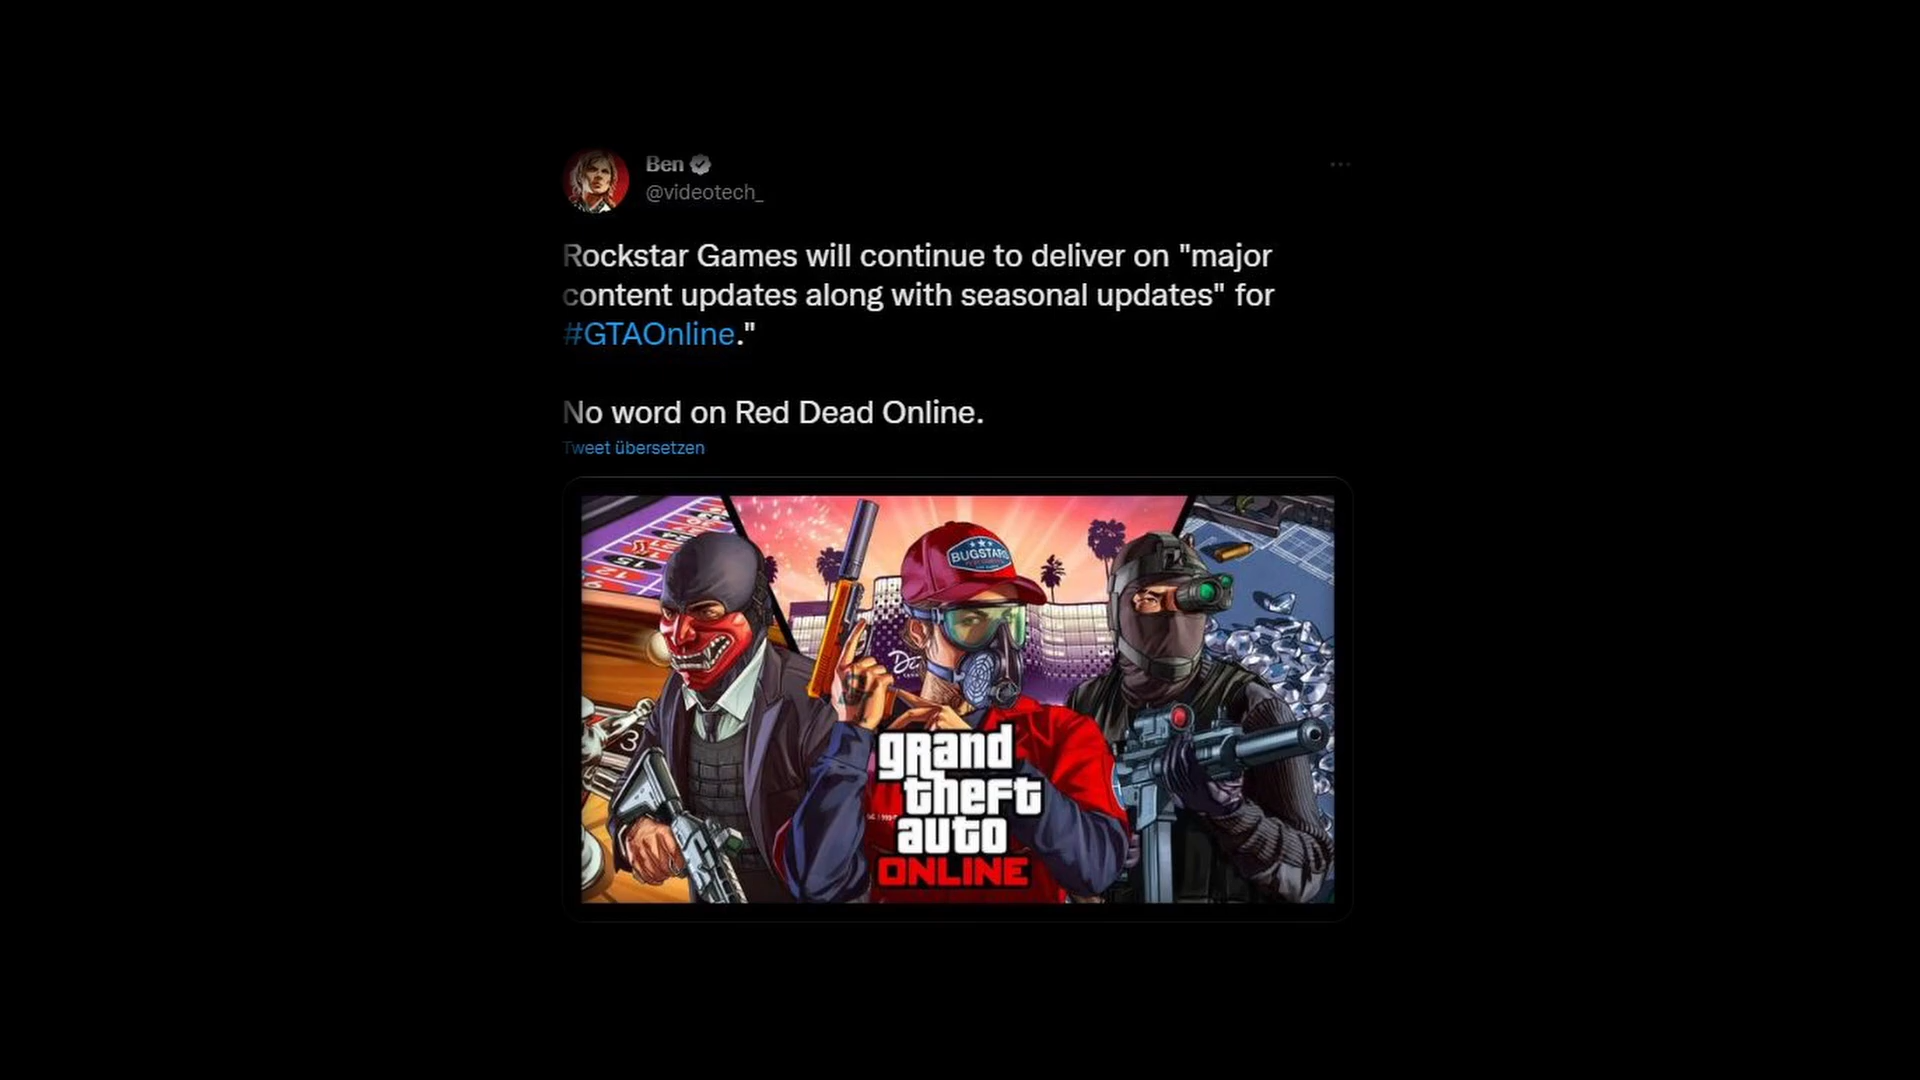 Ben
@videotech_
Rockstar Games will continue to deliver on "major
content updates along with seasonal updates" for
#GTAOnline."
No word on Red Dead Online.
Tweet übersetzen
BUGSTARS
grand
theft
auto
ONLINE